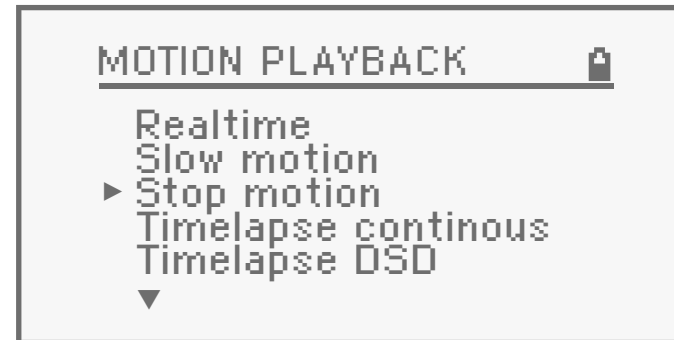 MOTION PLAYBACK
Realtime
Slow motion
Stop motion
Timelapse continous
Timelapse DSD